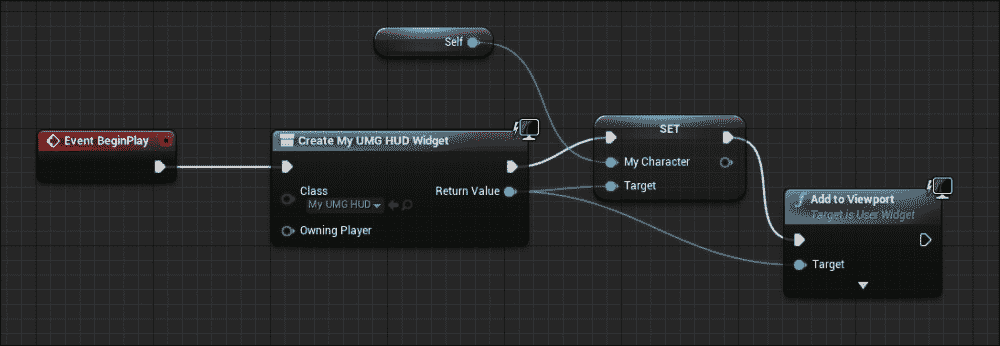 Self
Event BeginPlay
Create My UMG HUD Widget
Class
My UMG HUD
Return Value
Owning Player
SET
My Character
Target
Add to Viewport
Target is User Widget
Target